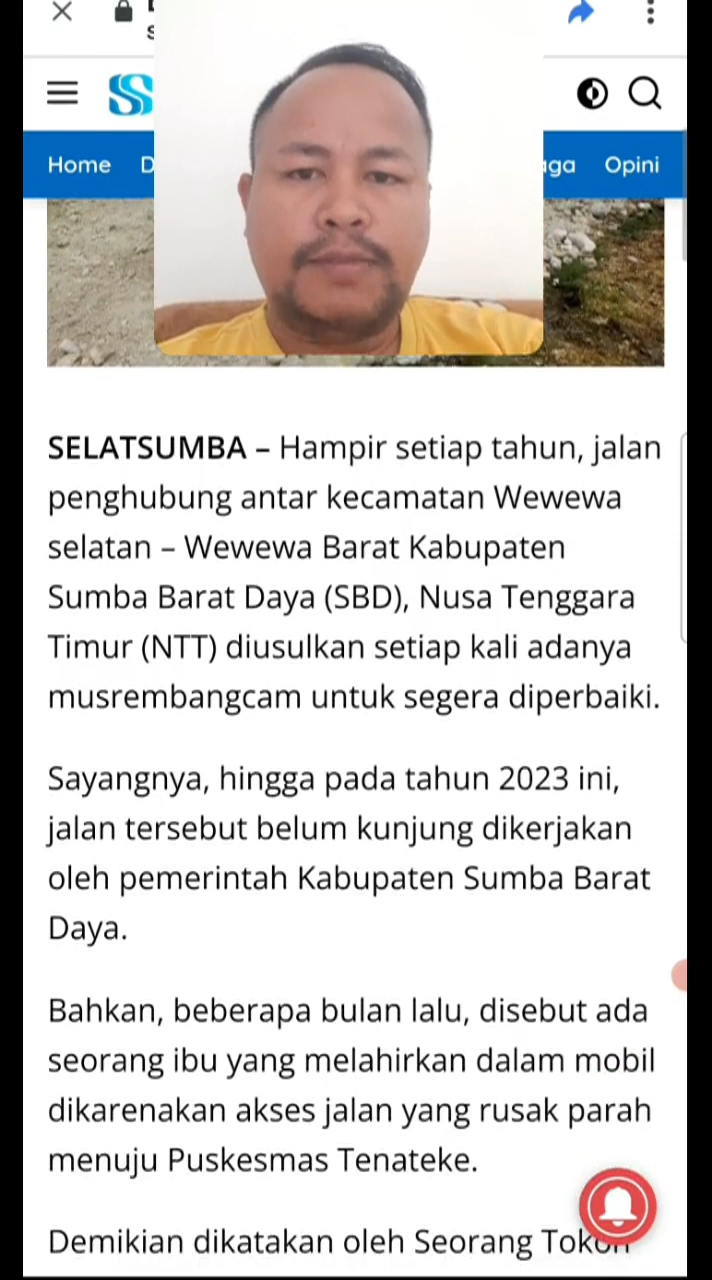 Home
Opini
SELATSUMBA – Hampir setiap tahun, jalan
penghubung antar kecamatan Wewewa
selatan – Wewewa Barat Kabupaten
Sumba Barat Daya (SBD), Nusa Tenggara
Timur (NTT) diusulkan setiap kali adanya
musrembangcam untuk segera diperbaiki.
Sayangnya, hingga pada tahun 2023 ini,
jalan tersebut belum kunjung dikerjakan
oleh pemerintah Kabupaten Sumba Barat
Daya.
Bahkan, beberapa bulan lalu, disebut ada
seorang ibu yang melahirkan dalam mobil
dikarenakan akses jalan yang rusak parah
menuju Puskesmas Tenateke.
Demikian dikatakan oleh Seorang Tokoh